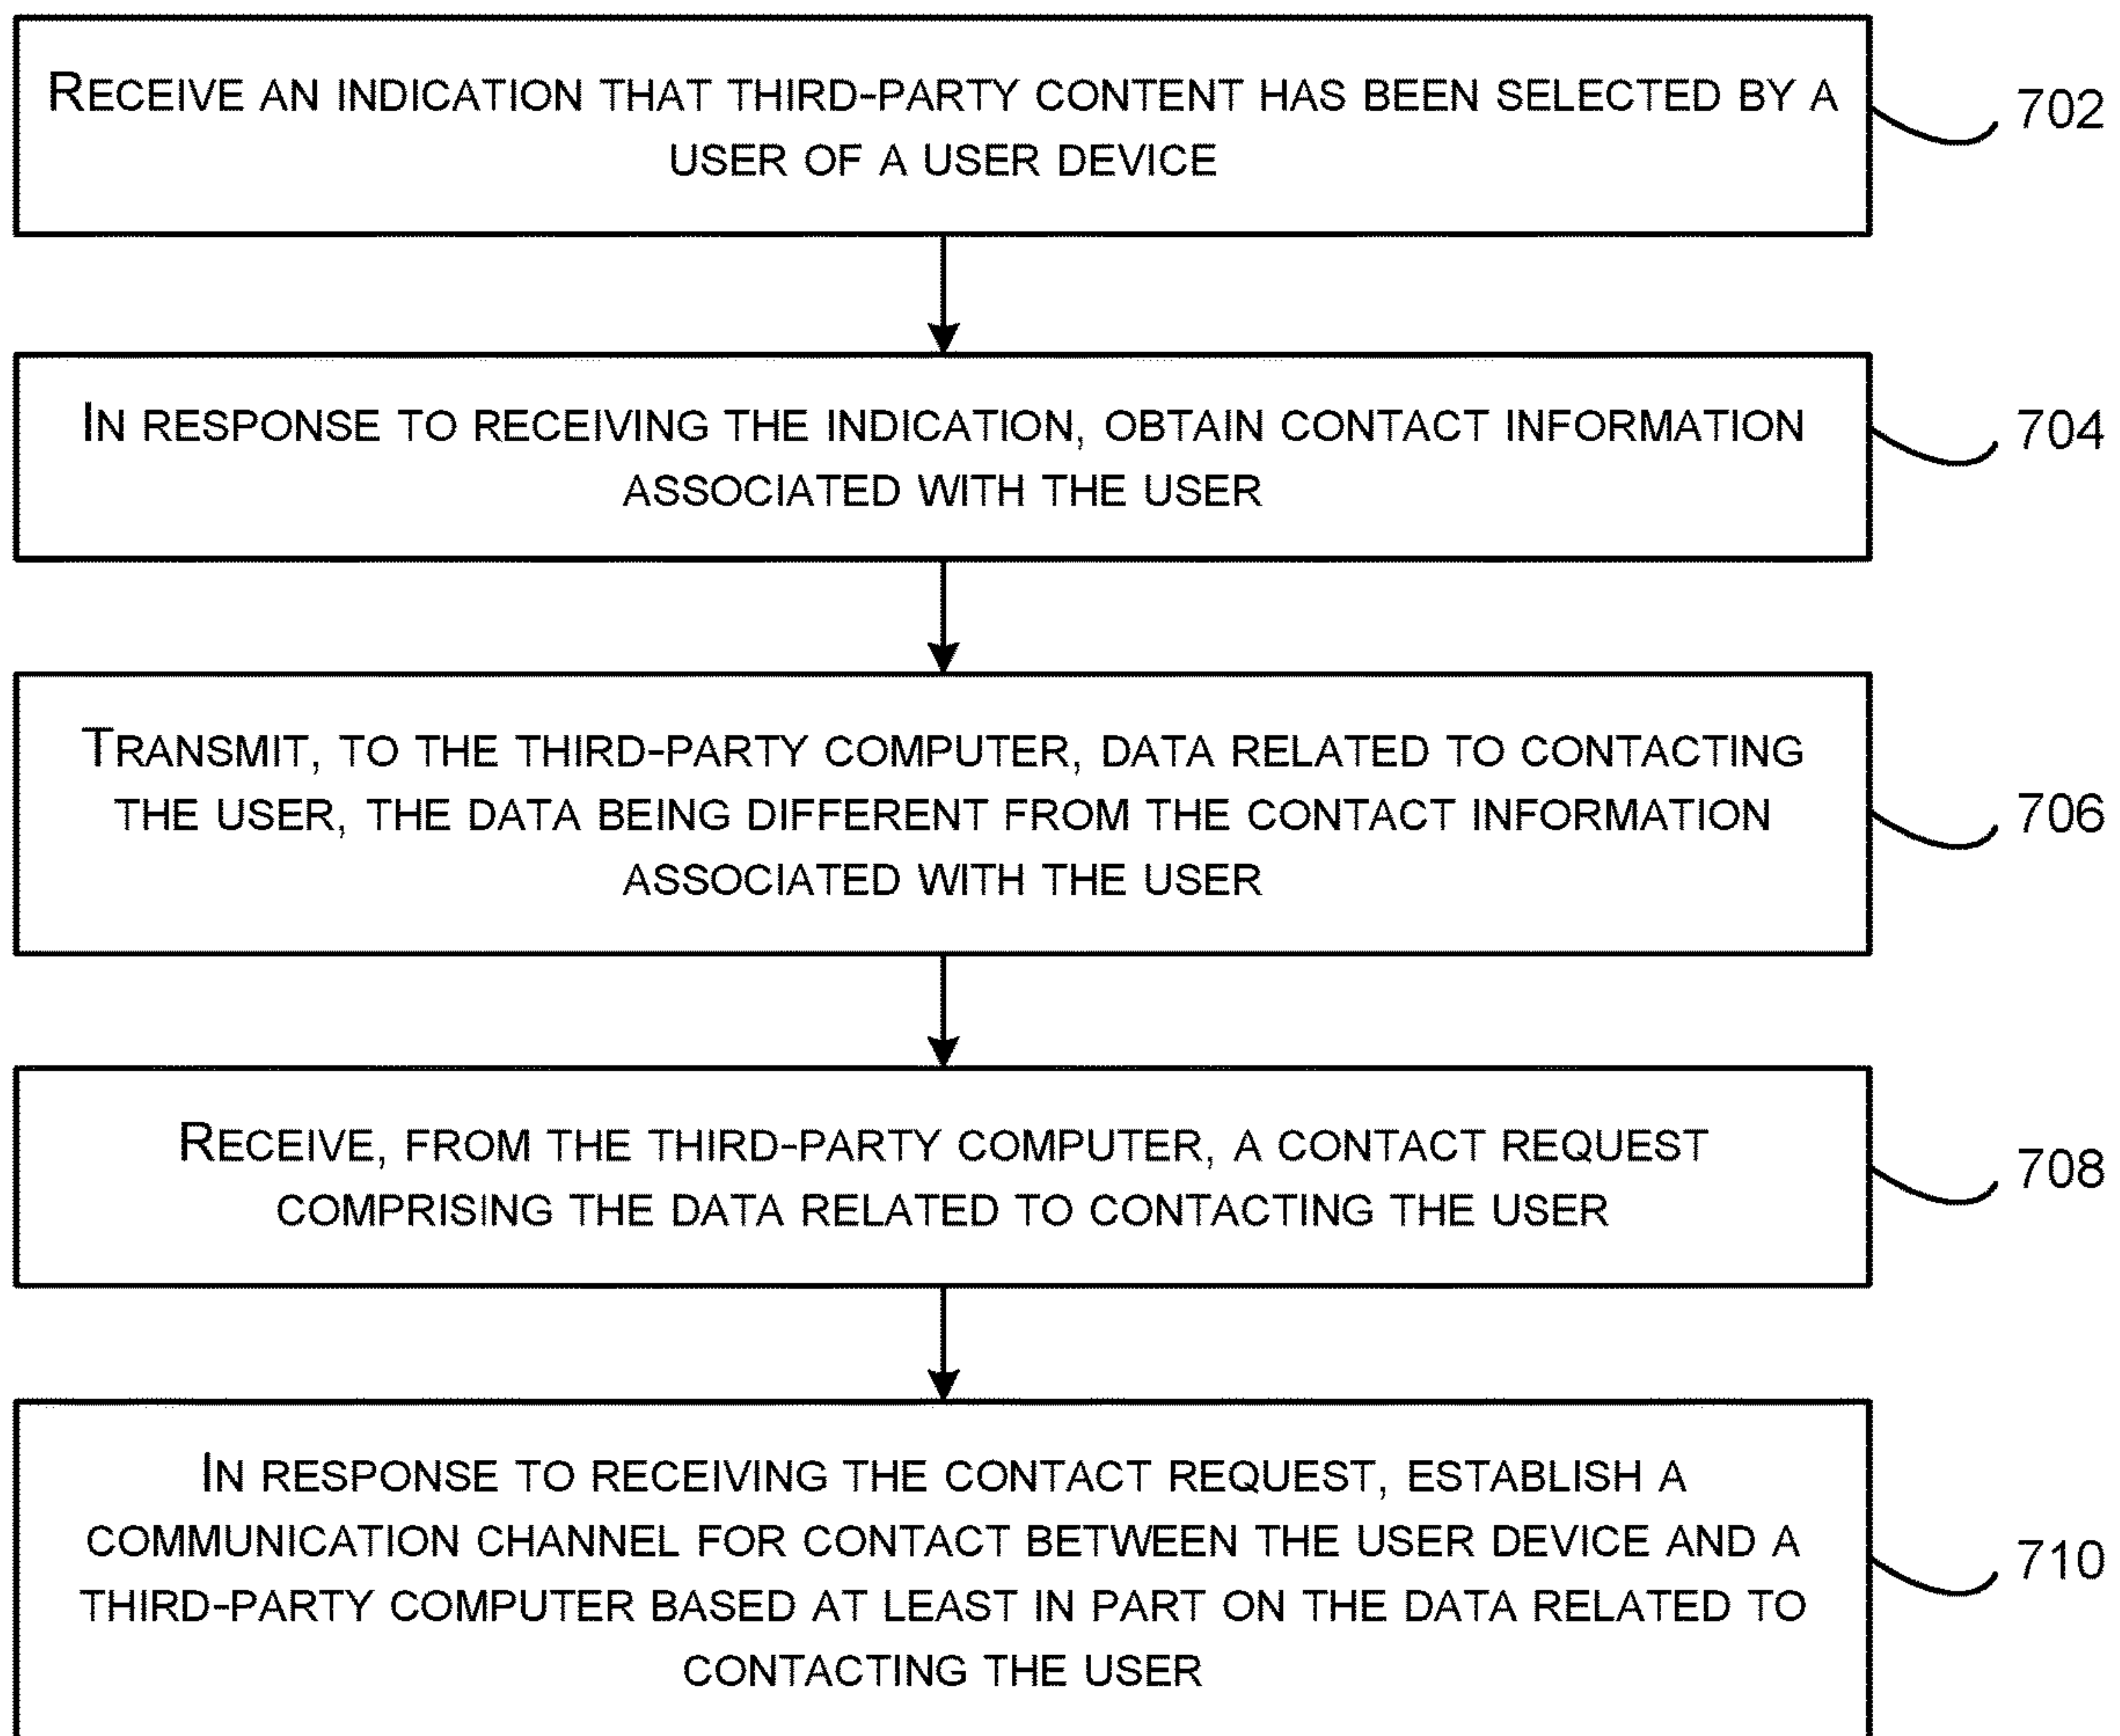 RECEIVE AN INDICATION THAT THIRD-PARTY CONTENT HAS BEEN SELECTED BY A
USER OF A USER DEVICE
702
IN RESPONSE TO RECEIVING THE INDICATION, OBTAIN CONTACT INFORMATION
ASSOCIATED WITH THE USER
704
TRANSMIT, TO THE THIRD-PARTY COMPUTER, DATA RELATED TO CONTACTING
THE USER, THE DATA BEING DIFFERENT FROM THE CONTACT INFORMATION
ASSOCIATED WITH THE USER
706
RECEIVE, FROM THE THIRD-PARTY COMPUTER, A CONTACT REQUEST
COMPRISING THE DATA RELATED TO CONTACTING THE USER
708
IN RESPONSE TO RECEIVING THE CONTACT REQUEST, ESTABLISH A
COMMUNICATION CHANNEL FOR CONTACT BETWEEN THE USER DEVICE AND A
THIRD-PARTY COMPUTER BASED AT LEAST IN PART ON THE DATA RELATED TO
CONTACTING THE USER
710